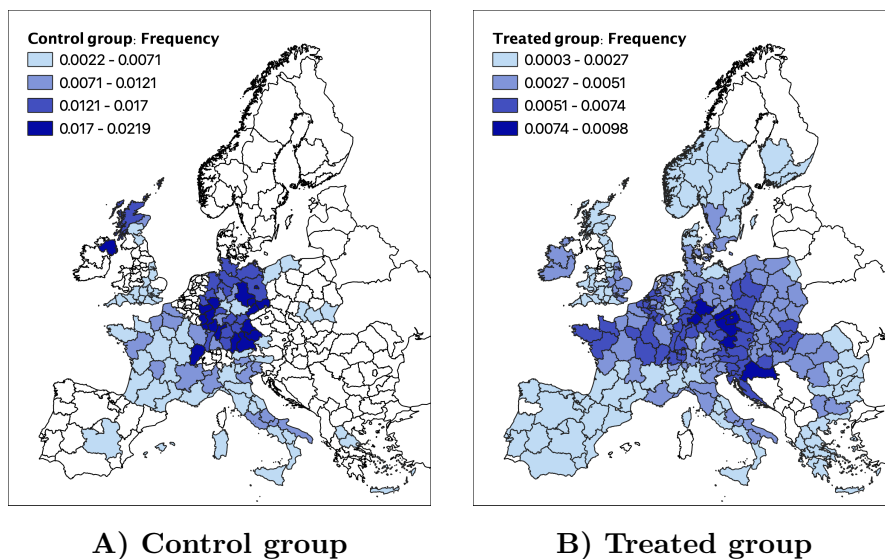 Control group: Frequency
0.0022 - 0.0071
0.0071 - 0.0121
0.0121 - 0.017
0.017 - 0.0219
Treated group: Frequency
0.0003 - 0.0027
0.0027 - 0.0051
0.0051 - 0.0074
0.0074 - 0.0098
A) Control group
B) Treated group